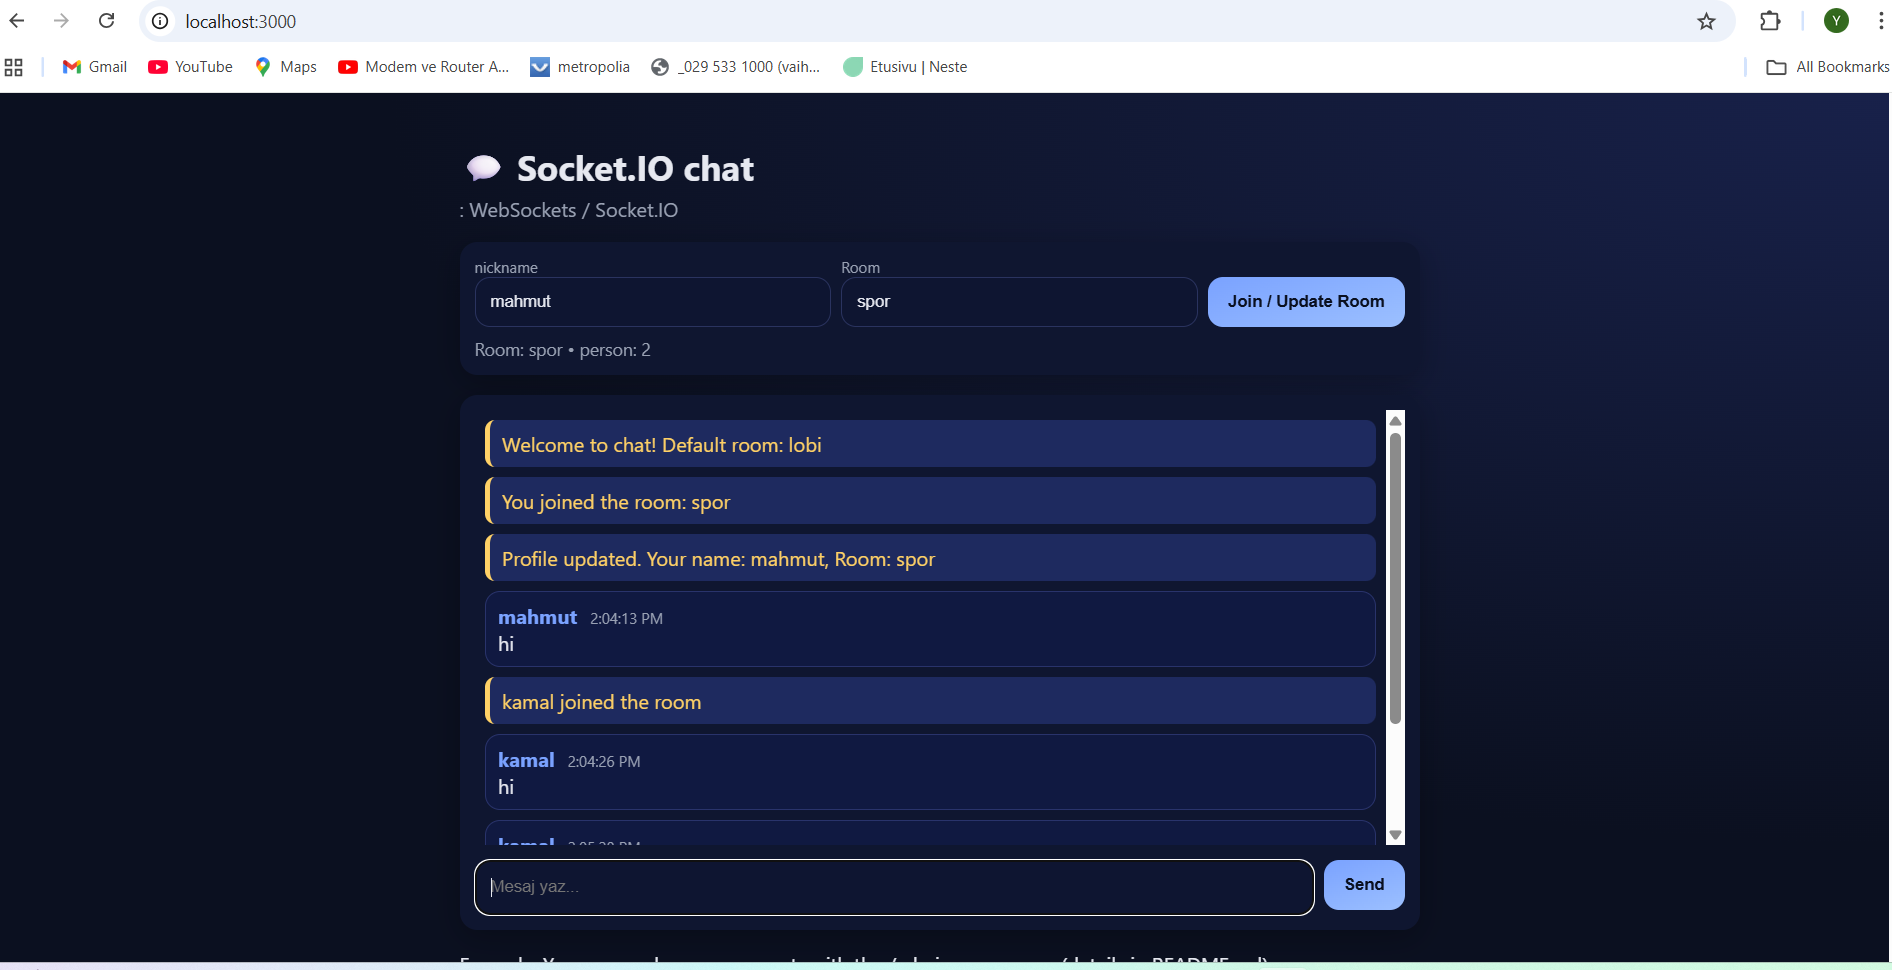 localhost:3000
Y
Gmail YouTube Maps Modem ve Router A... metropolia _029 533 1000 (vaih... Etusivu | Neste All Bookmarks
Socket.IO chat
: WebSockets / Socket.IO
nickname Room
mahmut spor Join / Update Room
Room: spor • person: 2
Welcome to chat! Default room: lobi
You joined the room: spor
Profile updated. Your name: mahmut, Room: spor
mahmut 2:04:13 PM
hi
kamal joined the room
kamal 2:04:26 PM
hi
kamal
Mesaj yaz... Send